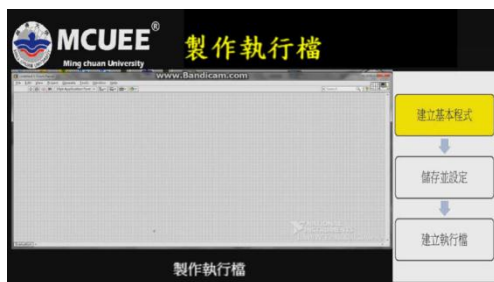 MCUEE®
Ming chuan University
製作執行檔
www.Bandicam.com
建立基本程式
儲存並設定
建立執行檔
製作執行檔